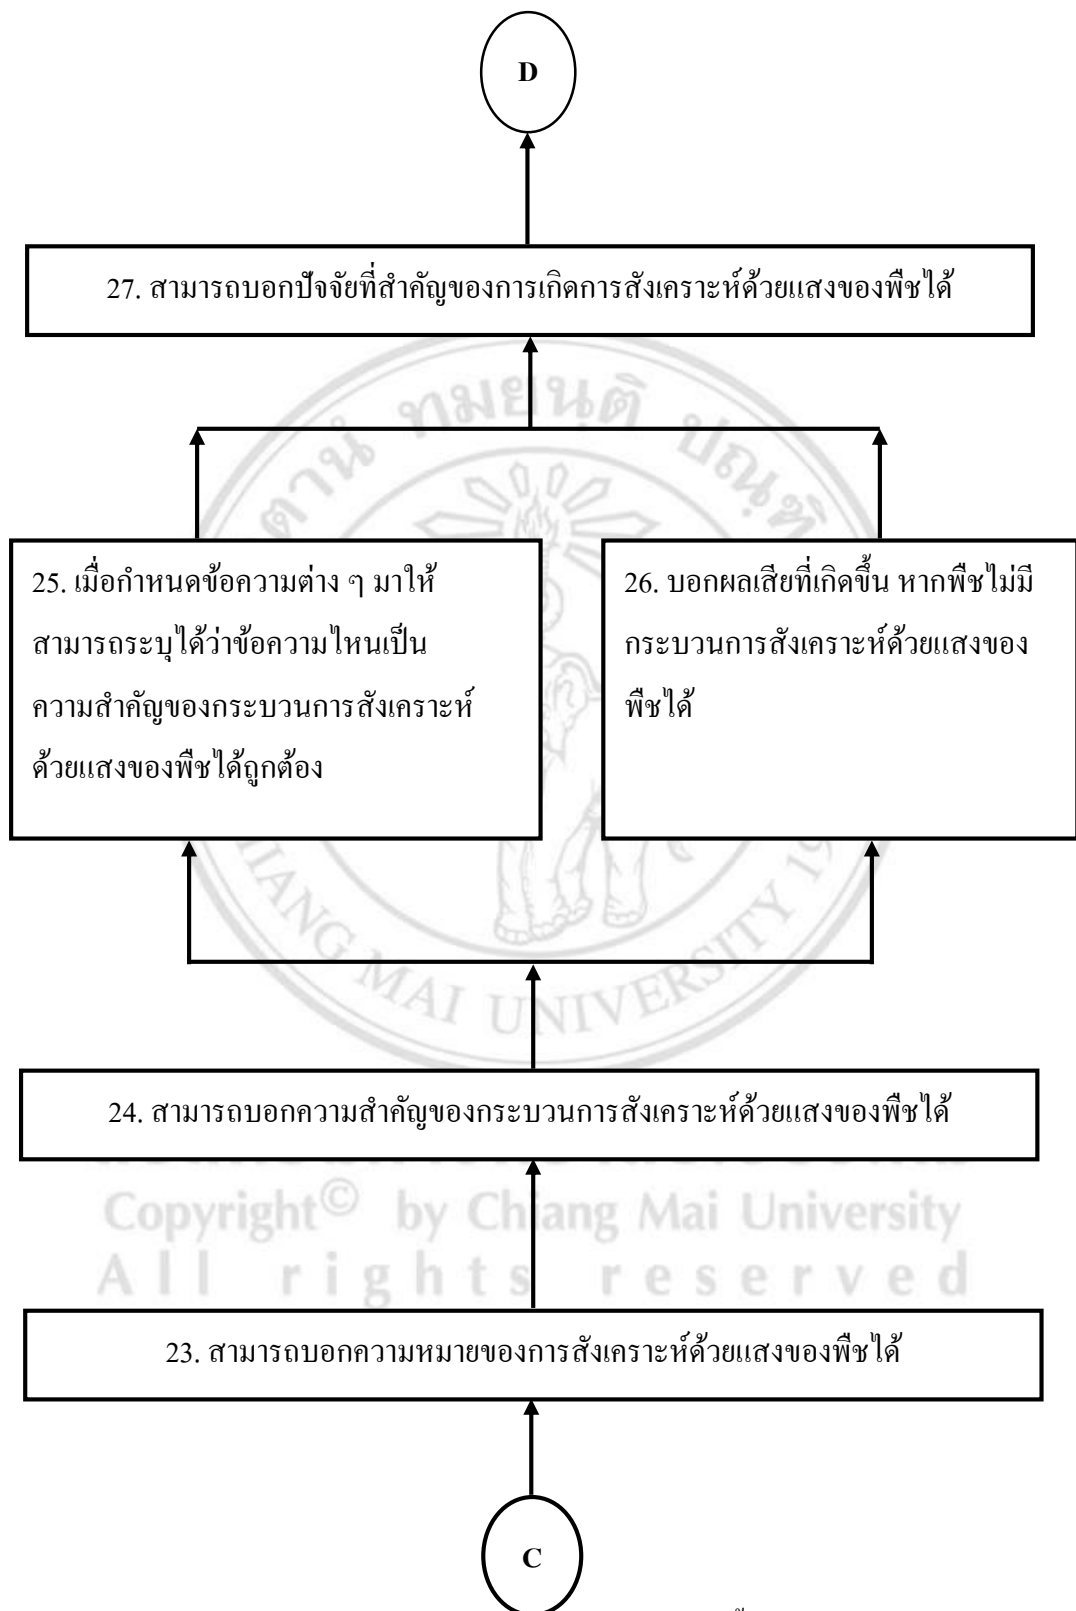 D
27. สามารถบอกปัจจัยที่สำคัญของการเกิดการสังเคราะห์ด้วยแสงของพืชได้
25. เมื่อกำหนดข้อความต่าง ๆ มาให้
สามารถระบุได้ว่าข้อความไหนเป็น
ความสำคัญของกระบวนการสังเคราะห์
ด้วยแสงของพืชได้ถูกต้อง
26. บอกผลเสียที่เกิดขึ้น หากพืชไม่มี
กระบวนการสังเคราะห์ด้วยแสงของ
พืชได้
24. สามารถบอกความสำคัญของกระบวนการสังเคราะห์ด้วยแสงของพืชได้
Copyright© by Chiang Mai University
All rights reserved
23. สามารถบอกความหมายของการสังเคราะห์ด้วยแสงของพืชได้
C